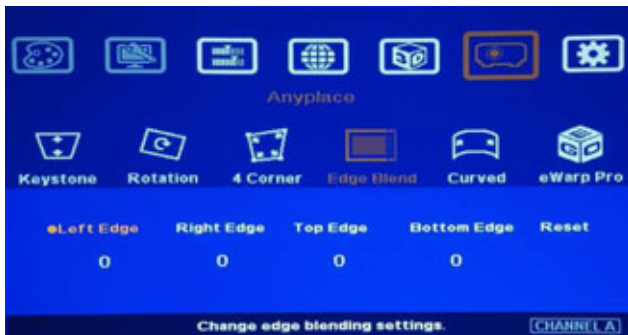 Anyplace
Keystone Rotation 4 Corner Edge Blend Curved eWarp Pro
Left Edge Right Edge Top Edge Bottom Edge Reset
0 0 0 0
Change edge blending settings. CHANNEL A